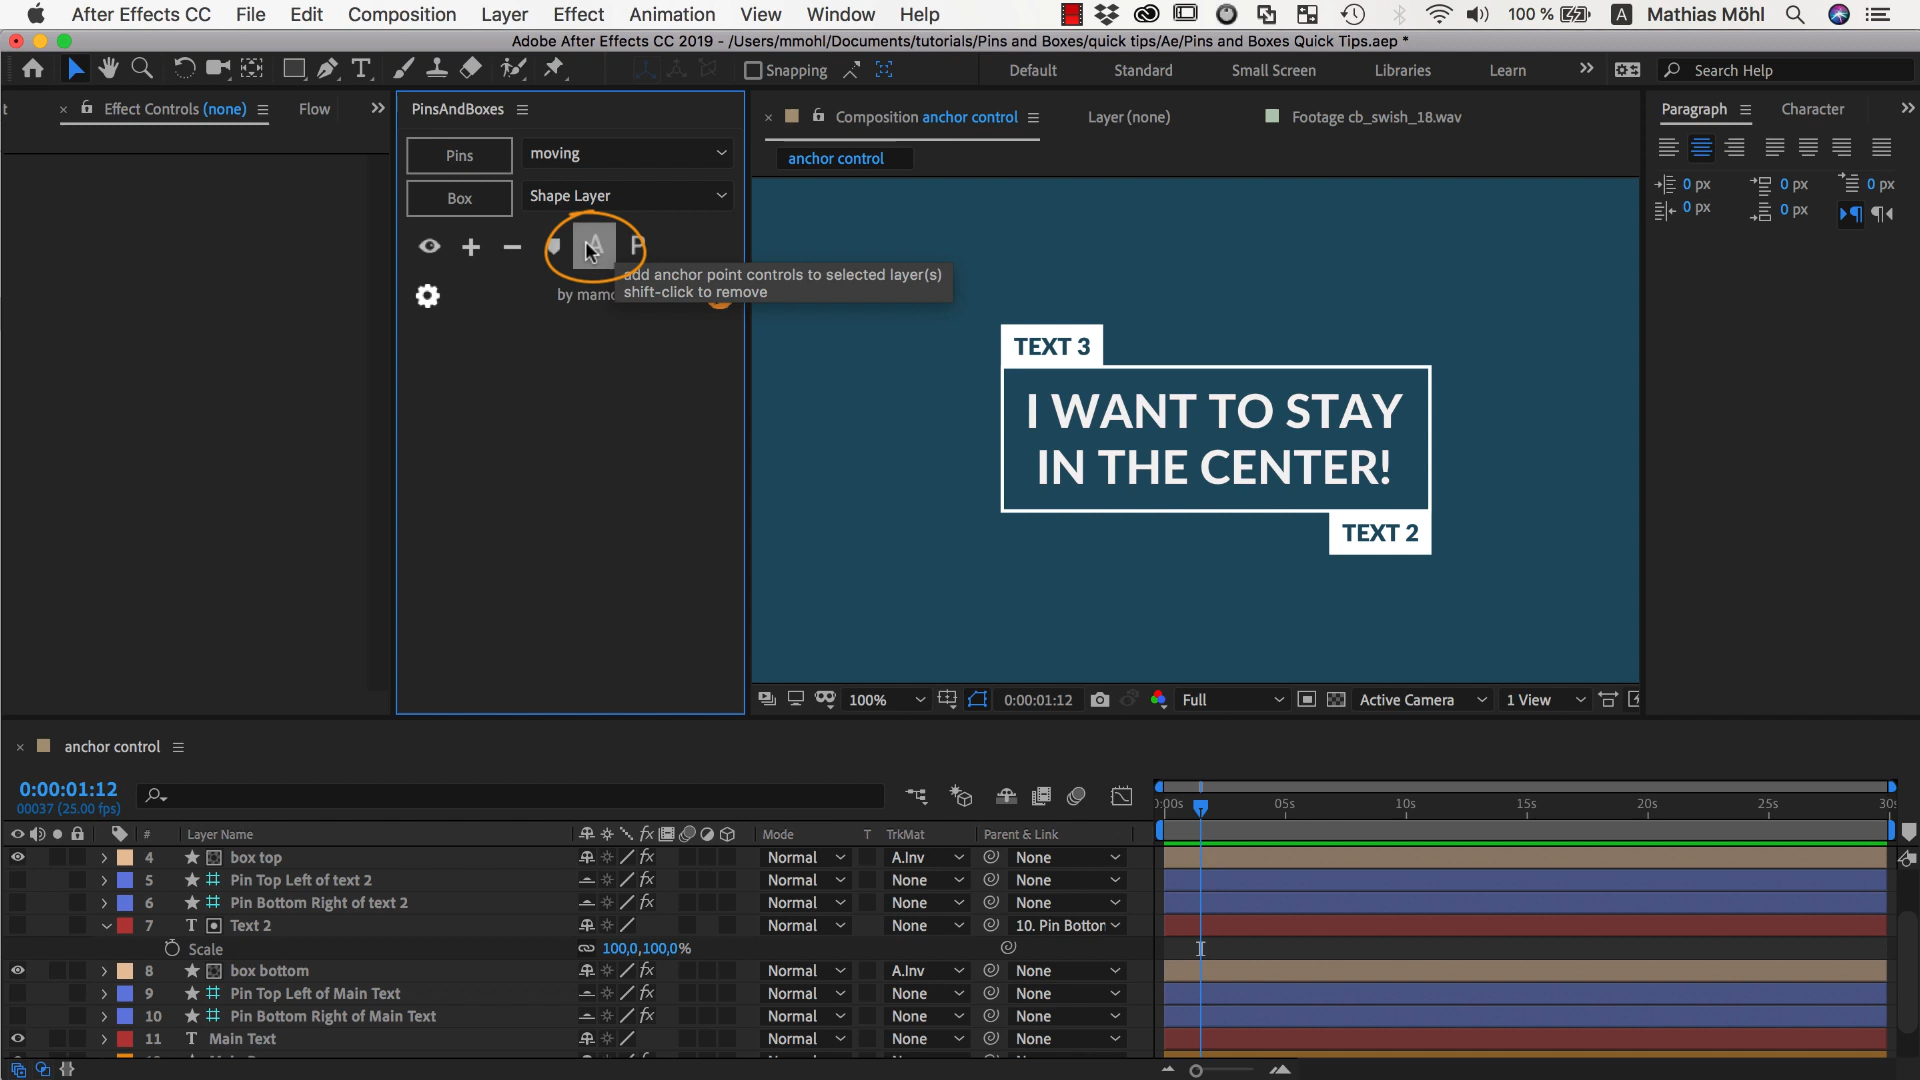 After Effects CC File Edit Composition Layer Effect Animation View Window Help 100 % A Mathias Möhl
Adobe After Effects CC 2019 - /Users/mmohl/Documents/tutorials/Pins and Boxes/quick tips/Ae/Pins and Boxes Quick Tips.aep *
Snapping Default Standard Small Screen Libraries Learn Search Help
t Effect Controls (none) Flow
PinsAndBoxes
Composition anchor control Layer (none) Footage cb_swish_18.wav
Paragraph Character
anchor control
Pins moving
Box Shape Layer
A P
add anchor point controls to selected layer(s)
shift-click to remove
by mamo
0 px 0 px 0 px
0 px 0 px
TEXT 3
I WANT TO STAY
IN THE CENTER!
TEXT 2
100% 0:00:01:12 Full Active Camera 1 View
anchor control
0:00:01:12
00037 (25.00 fps)
:00s 05s 10s 15s 20s 25s 30s
# Layer Name fx Mode T TrkMat Parent & Link
4 box top fx Normal A.Inv None
5 Pin Top Left of text 2 fx Normal None None
6 Pin Bottom Right of text 2 fx Normal None None
7 T Text 2 Normal None 10. Pin Bottor
Scale 100,0,100,0%
8 box bottom fx Normal A.Inv None
9 Pin Top Left of Main Text fx Normal None None
10 Pin Bottom Right of Main Text fx Normal None None
11 T Main Text Normal None None